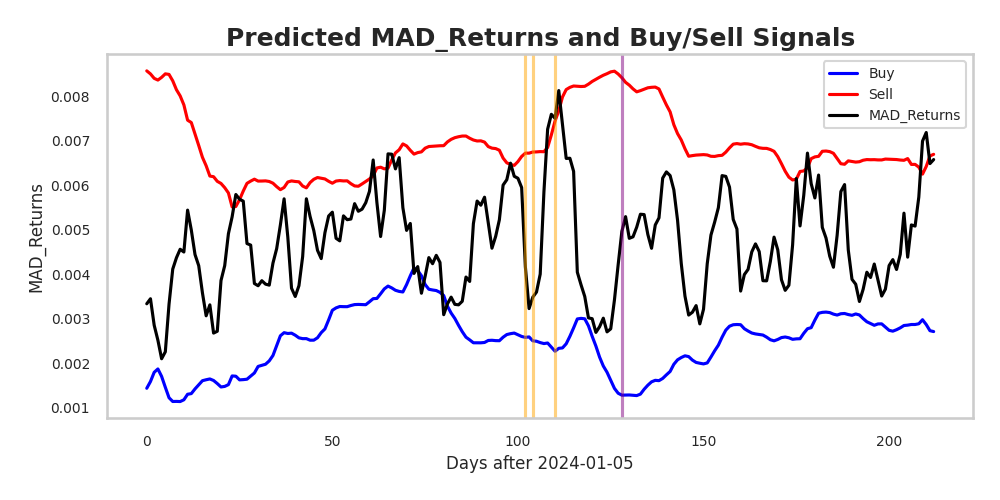 Predicted MAD_Returns and Buy/Sell Signals
Buy
Sell
MAD_Returns
MAD_Returns
0.008
0.007
0.006
0.005
0.004
0.003
0.002
0.001
0 50 100 150 200
Days after 2024-01-05